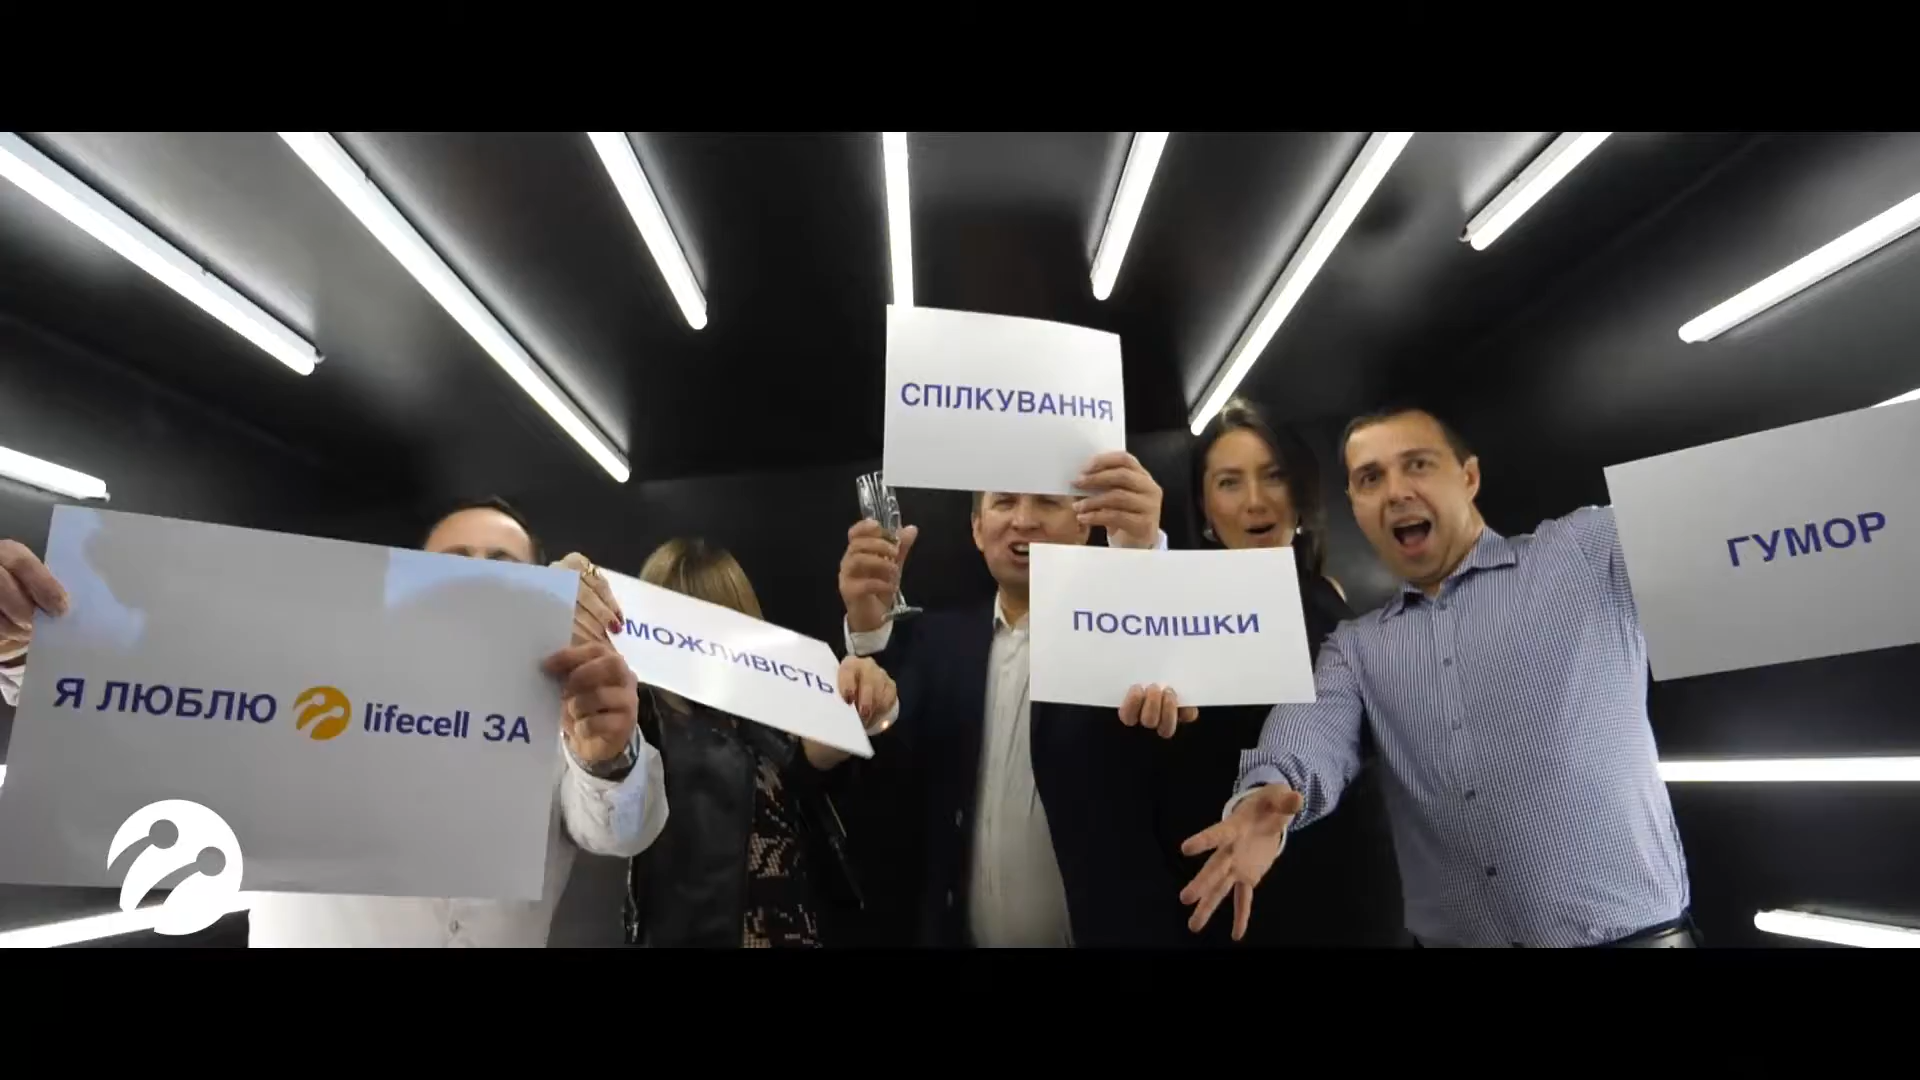 СПІЛКУВАННЯ
ГУМОР
ПОСМІШКИ
МОЖЛИВІСТЬ
Я ЛЮБЛЮ lifecell ЗА